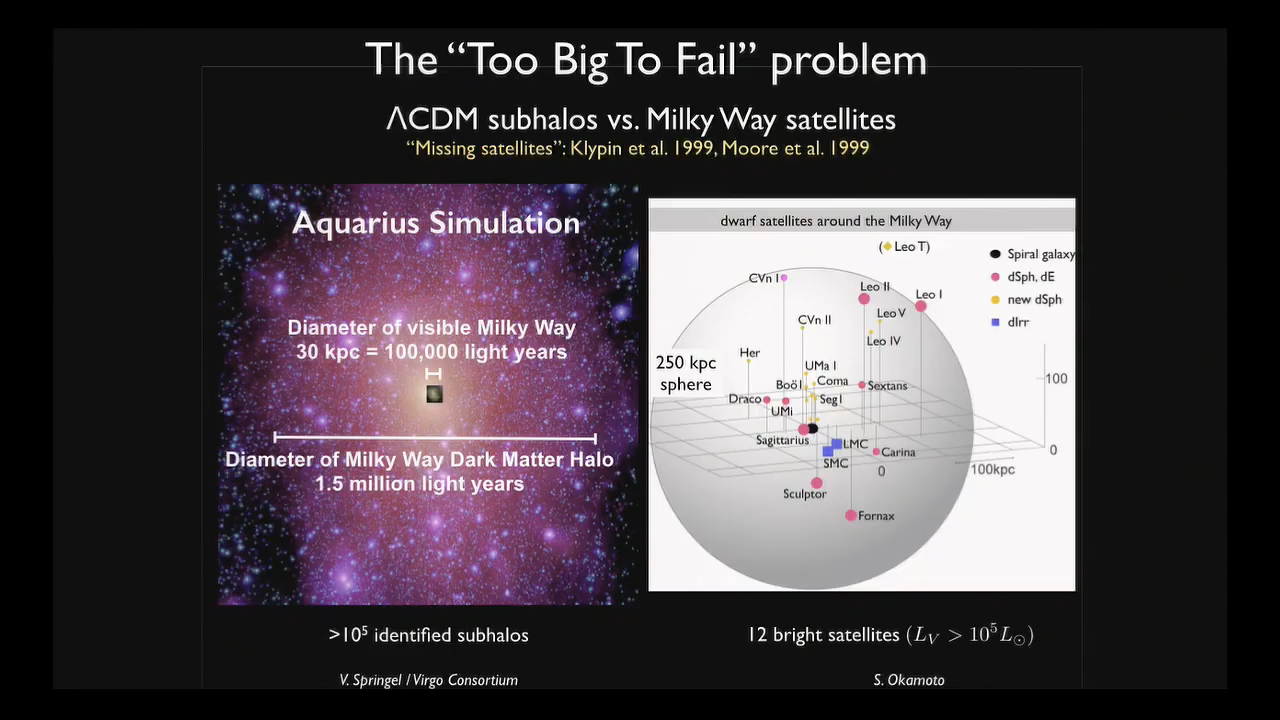 The “Too Big To Fail” problem
ΛCDM subhalos vs. Milky Way satellites
“Missing satellites”: Klypin et al. 1999, Moore et al. 1999
Aquarius Simulation
Diameter of visible Milky Way
30 kpc = 100,000 light years
Diameter of Milky Way Dark Matter Halo
1.5 million light years
>10⁵ identified subhalos
V. Springel / Virgo Consortium
dwarf satellites around the Milky Way
(Leo T)
Spiral galaxy
dSph, dE
new dSph
dIrr
CVn I
Leo II
Leo I
CVn II
Leo V
Leo IV
250 kpc
sphere
Her
UMa I
Boö I
Coma
Sextans
100
Draco
Seg I
UMi
Sagittarius
LMC
Carina
0
SMC
0
100kpc
Sculptor
Fornax
12 bright satellites (L_V > 10⁵L_⊙)
S. Okamoto